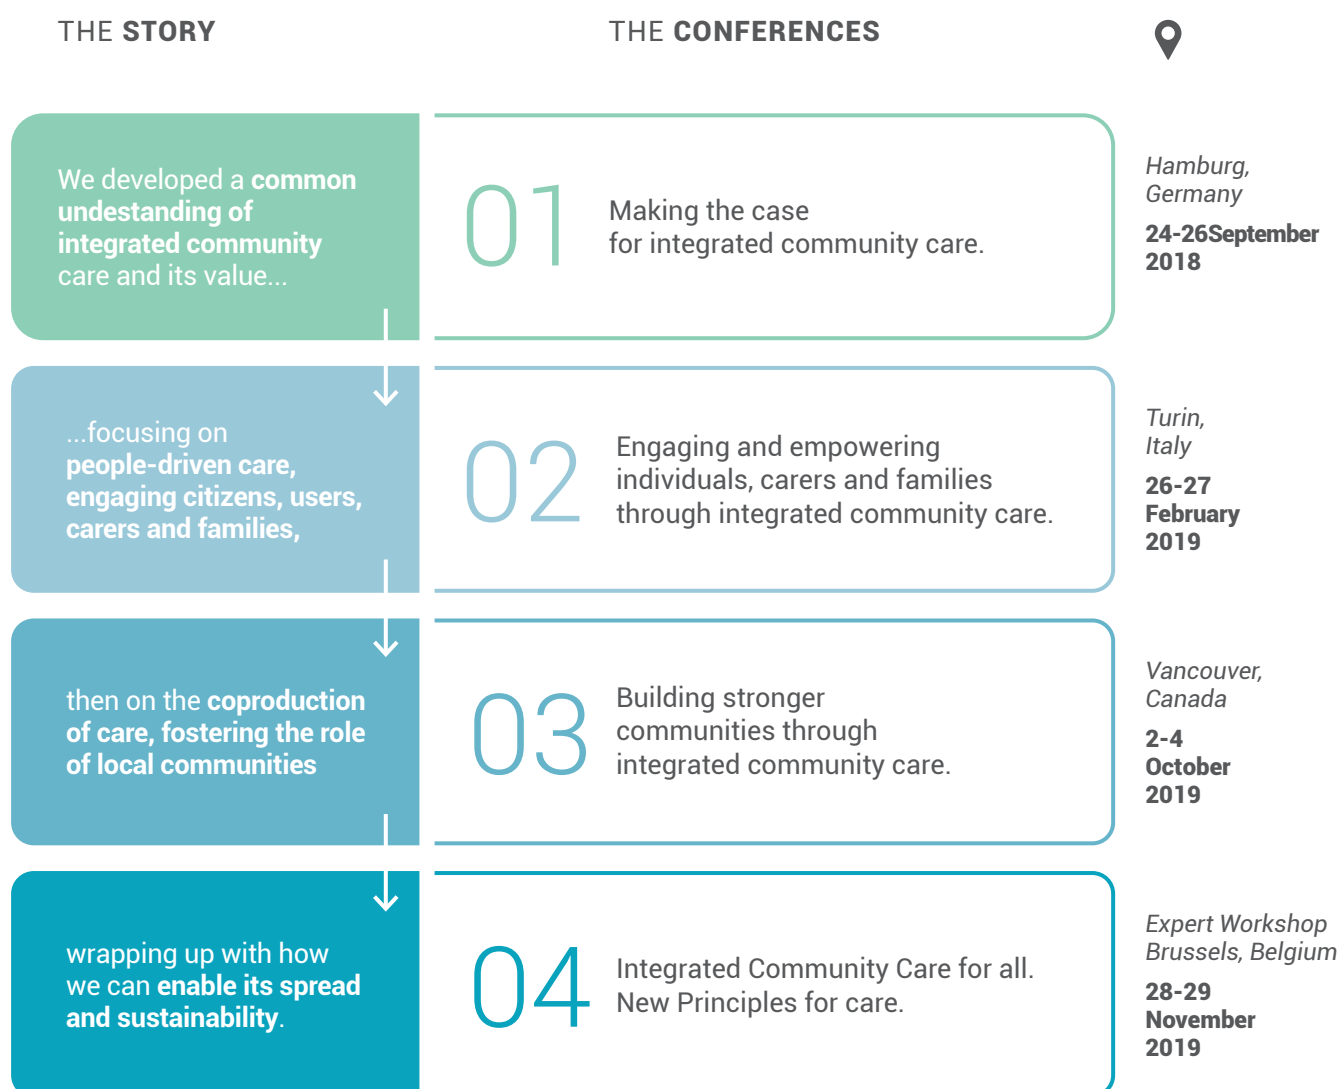 THE STORY
THE CONFERENCES
We developed a common
undestanding of
integrated community
care and its value...
01
Making the case
for integrated community care.
Hamburg,
Germany
24-26September
2018
...focusing on
people-driven care,
engaging citizens, users,
carers and families,
02
Engaging and empowering
individuals, carers and families
through integrated community care.
Turin,
Italy
26-27
February
2019
then on the coproduction
of care, fostering the role
of local communities
03
Building stronger
communities through
integrated community care.
Vancouver,
Canada
2-4
October
2019
wrapping up with how
we can enable its spread
and sustainability.
04
Integrated Community Care for all.
New Principles for care.
Expert Workshop
Brussels, Belgium
28-29
November
2019